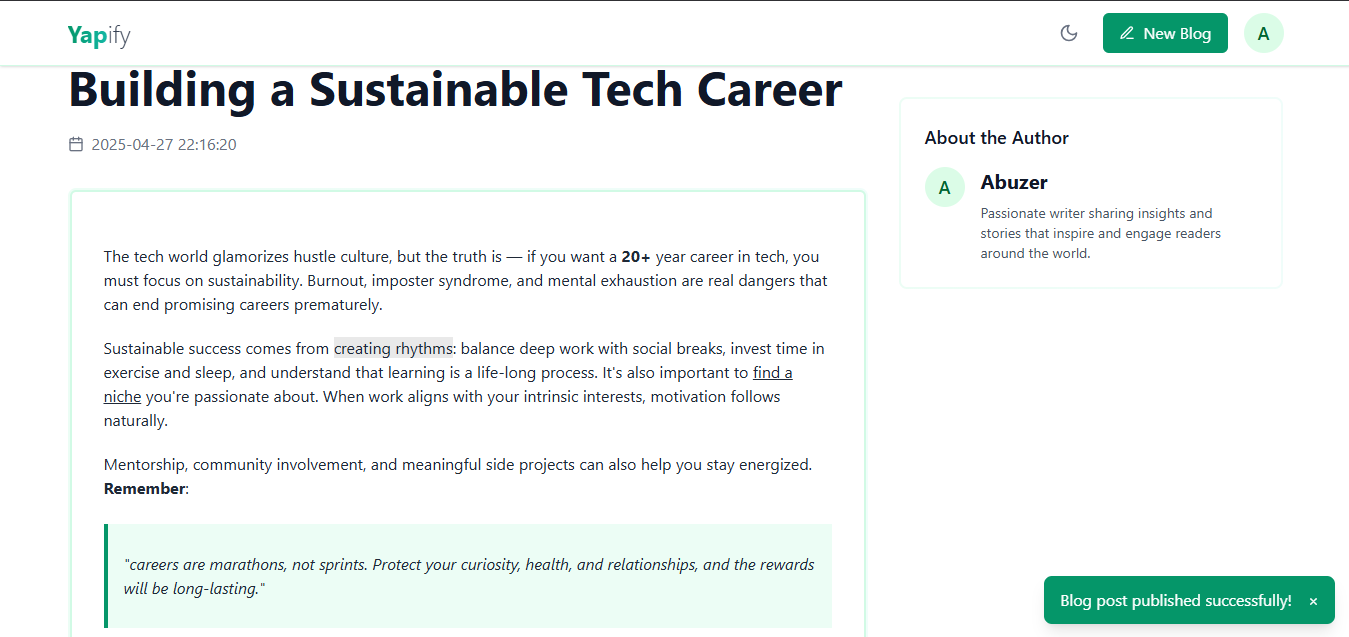 Yapify
New Blog
A
Building a Sustainable Tech Career
2025-04-27 22:16:20
The tech world glamorizes hustle culture, but the truth is — if you want a 20+ year career in tech, you
must focus on sustainability. Burnout, imposter syndrome, and mental exhaustion are real dangers that
can end promising careers prematurely.
Sustainable success comes from creating rhythms: balance deep work with social breaks, invest time in
exercise and sleep, and understand that learning is a life-long process. It's also important to find a
niche you're passionate about. When work aligns with your intrinsic interests, motivation follows
naturally.
Mentorship, community involvement, and meaningful side projects can also help you stay energized.
Remember:
"careers are marathons, not sprints. Protect your curiosity, health, and relationships, and the rewards
will be long-lasting."
About the Author
A
Abuzer
Passionate writer sharing insights and
stories that inspire and engage readers
around the world.
Blog post published successfully! ×